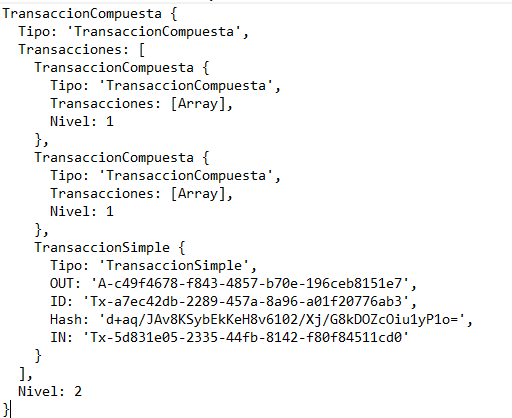 TransaccionCompuesta {
  Tipo: 'TransaccionCompuesta',
  Transacciones: [
    TransaccionCompuesta {
      Tipo: 'TransaccionCompuesta',
      Transacciones: [Array],
      Nivel: 1
    },
    TransaccionCompuesta {
      Tipo: 'TransaccionCompuesta',
      Transacciones: [Array],
      Nivel: 1
    },
    TransaccionSimple {
      Tipo: 'TransaccionSimple',
      OUT: 'A-c49f4678-f843-4857-b70e-196ceb8151e7',
      ID: 'Tx-a7ec42db-2289-457a-8a96-a01f20776ab3',
      Hash: 'd+aq/JAv8KSybEkKeH8v6102/Xj/G8kDOZcOiu1yP1o=',
      IN: 'Tx-5d831e05-2335-44fb-8142-f80f84511cd0'
    }
  ],
  Nivel: 2
}